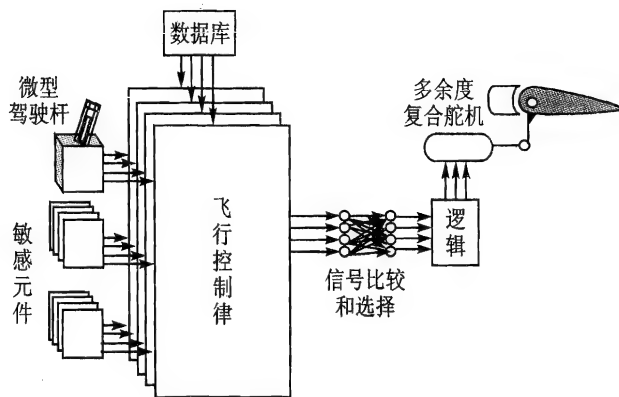 数据库
微型
驾驶杆
多余度
复合舵机
敏感元件
飞行控制律
逻辑
信号比较
和选择